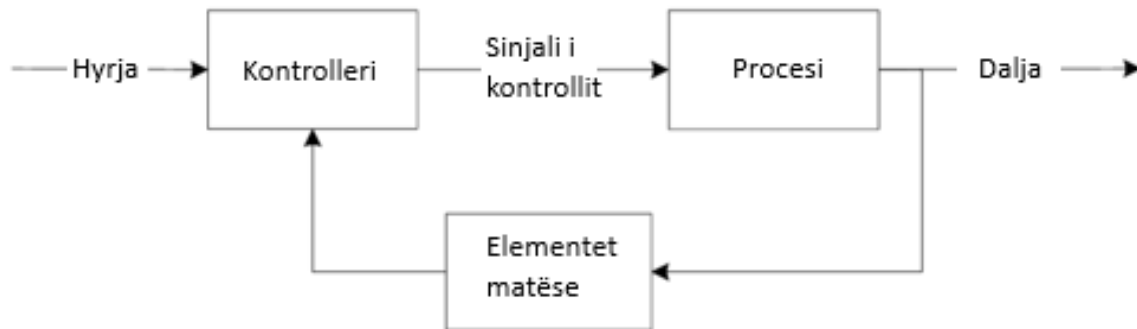 Hyrja
Kontrolleri
Sinjali i
kontrollit
Procesi
Dalja
Elementet
matëse